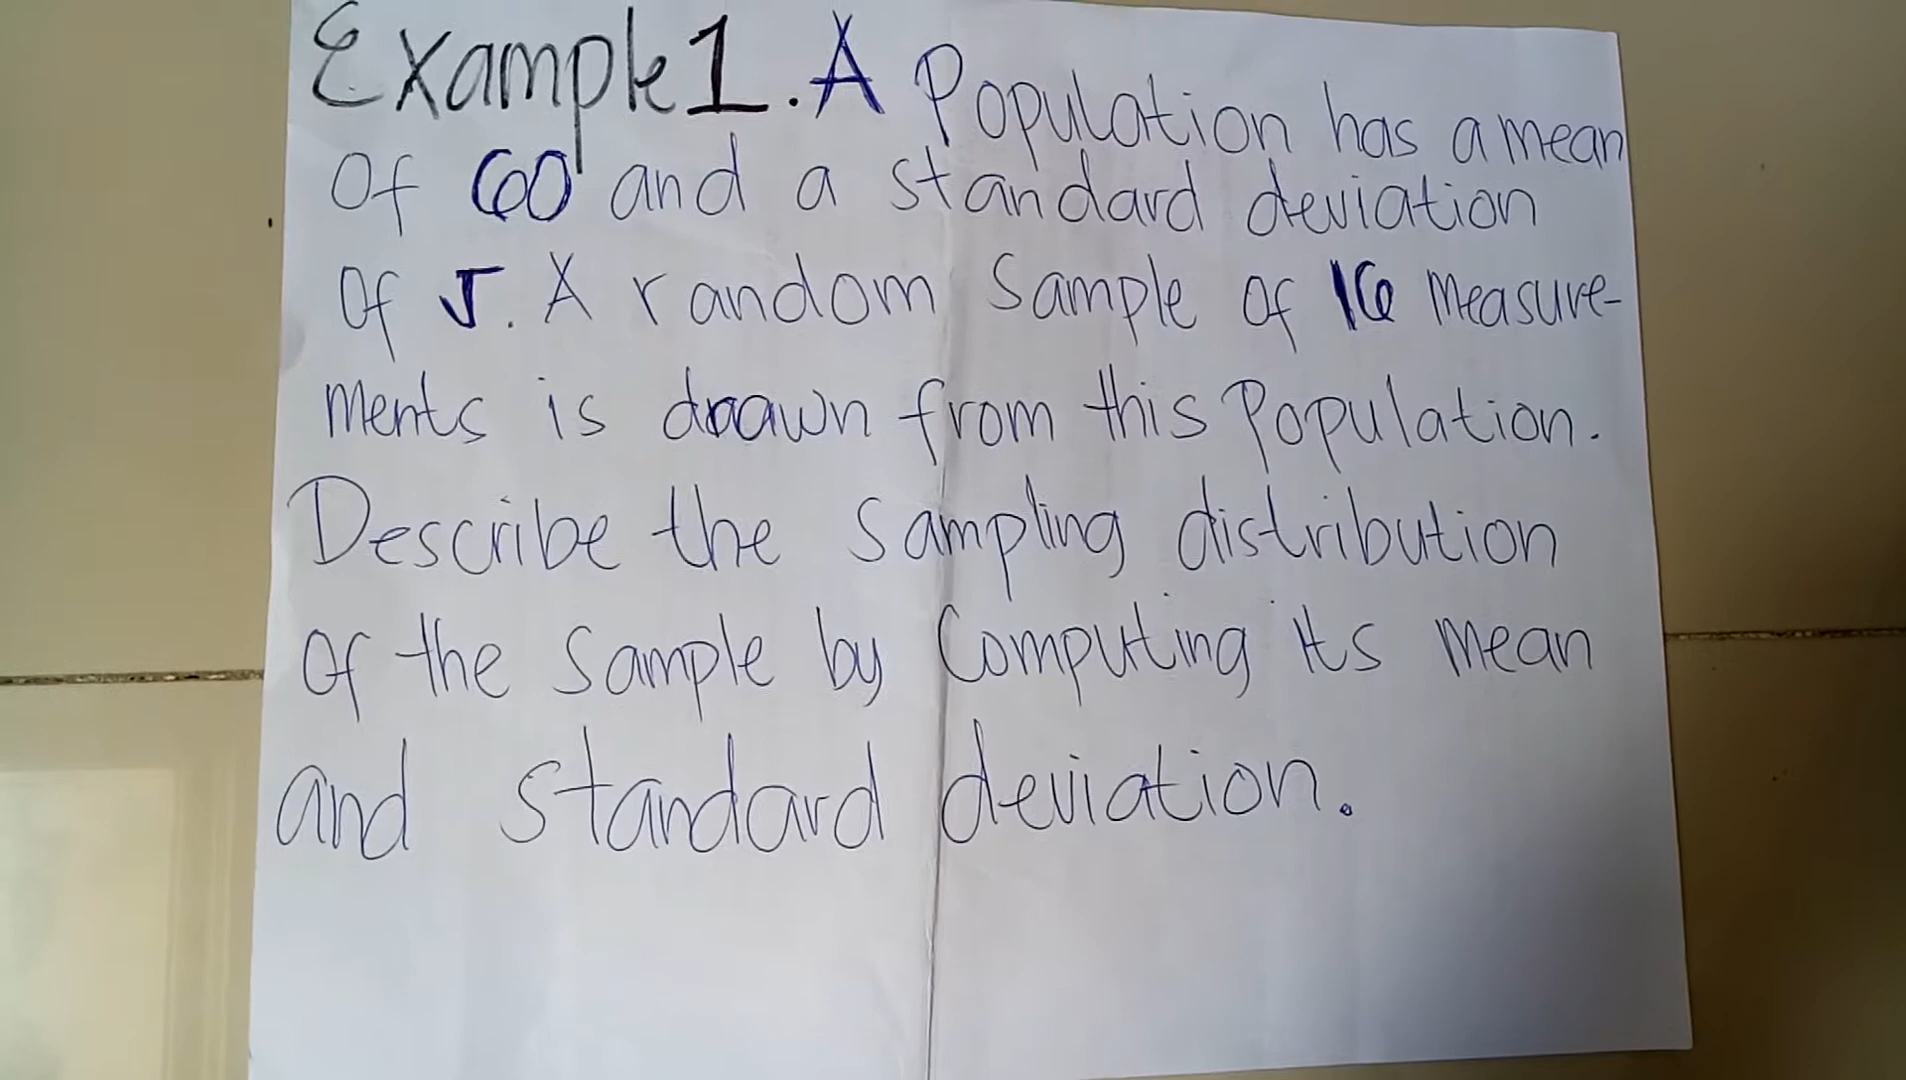 Example 1. A Population has a mean
of 60 and a standard deviation
of 5. A random Sample of 16 measure-
ments is drawn from this Population.
Describe the Sampling distribution
of the Sample by Computing its mean
and standard deviation.